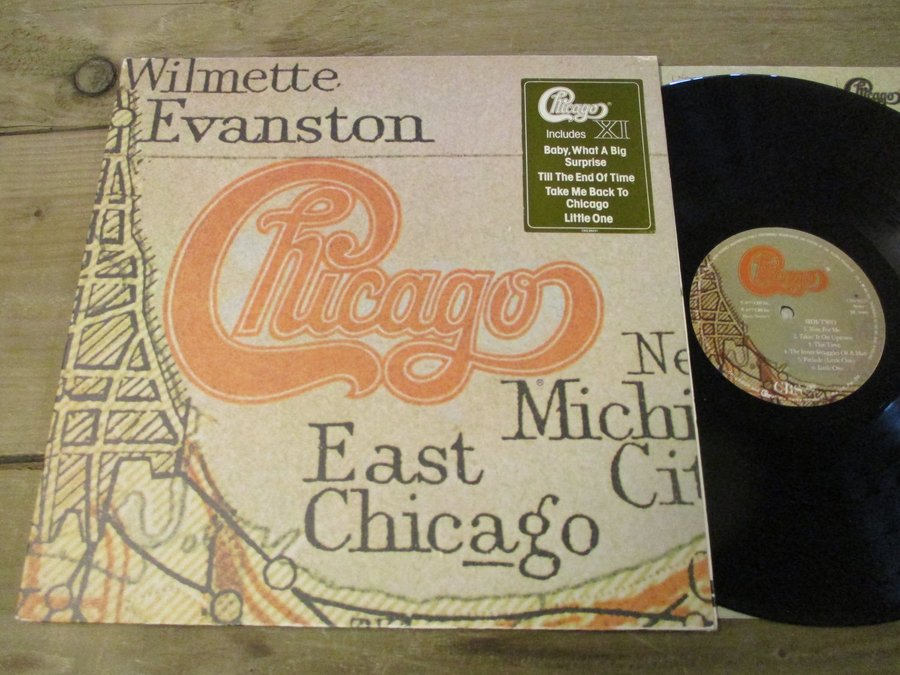 Wilmette
Evanston
Chicago
Includes XI
Baby, What A Big
Surprise
Till The End Of Time
Take Me Back To
Chicago
Little One
Chicago
Ne
Michi
Cit
East
Chicago
Chicago
Chicago
SIDE TWO
1. Vote For Me
2. Takin' It On Uptown
3. This Time
4. The Inner Struggles Of A Man
5. Prelude (Little One)
6. Little One
CBS